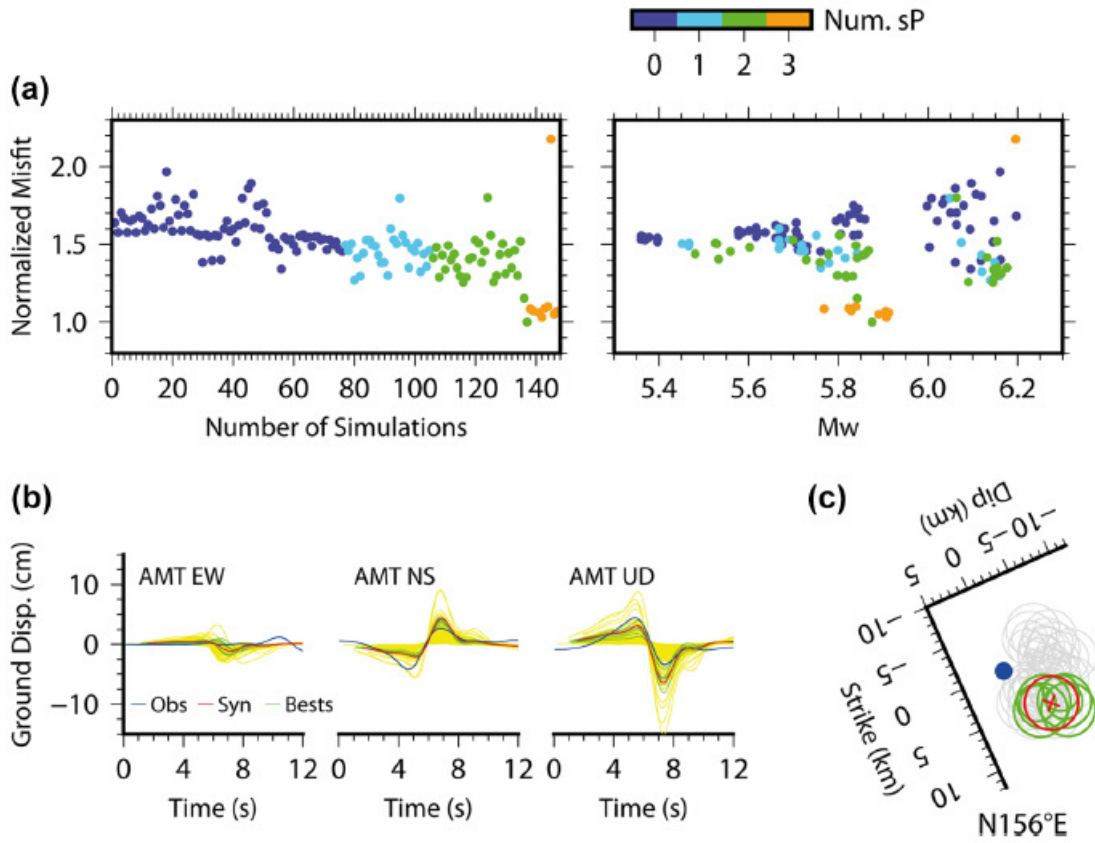 Num. sP
0 1 2 3
(a)
Normalized Misfit
2.0
1.5
1.0
0 20 40 60 80 100 120 140
Number of Simulations
5.4 5.6 5.8 6.0 6.2
Mw
(b)
Ground Disp. (cm)
10
0
−10
AMT EW
AMT NS
AMT UD
Obs Syn Bests
0 4 8 12
0 4 8 12
0 4 8 12
Time (s)
Time (s)
Time (s)
(c)
Dip (km)
5 0 −5 −10
−10
−5
0
5
10
Strike (km)
N156°E